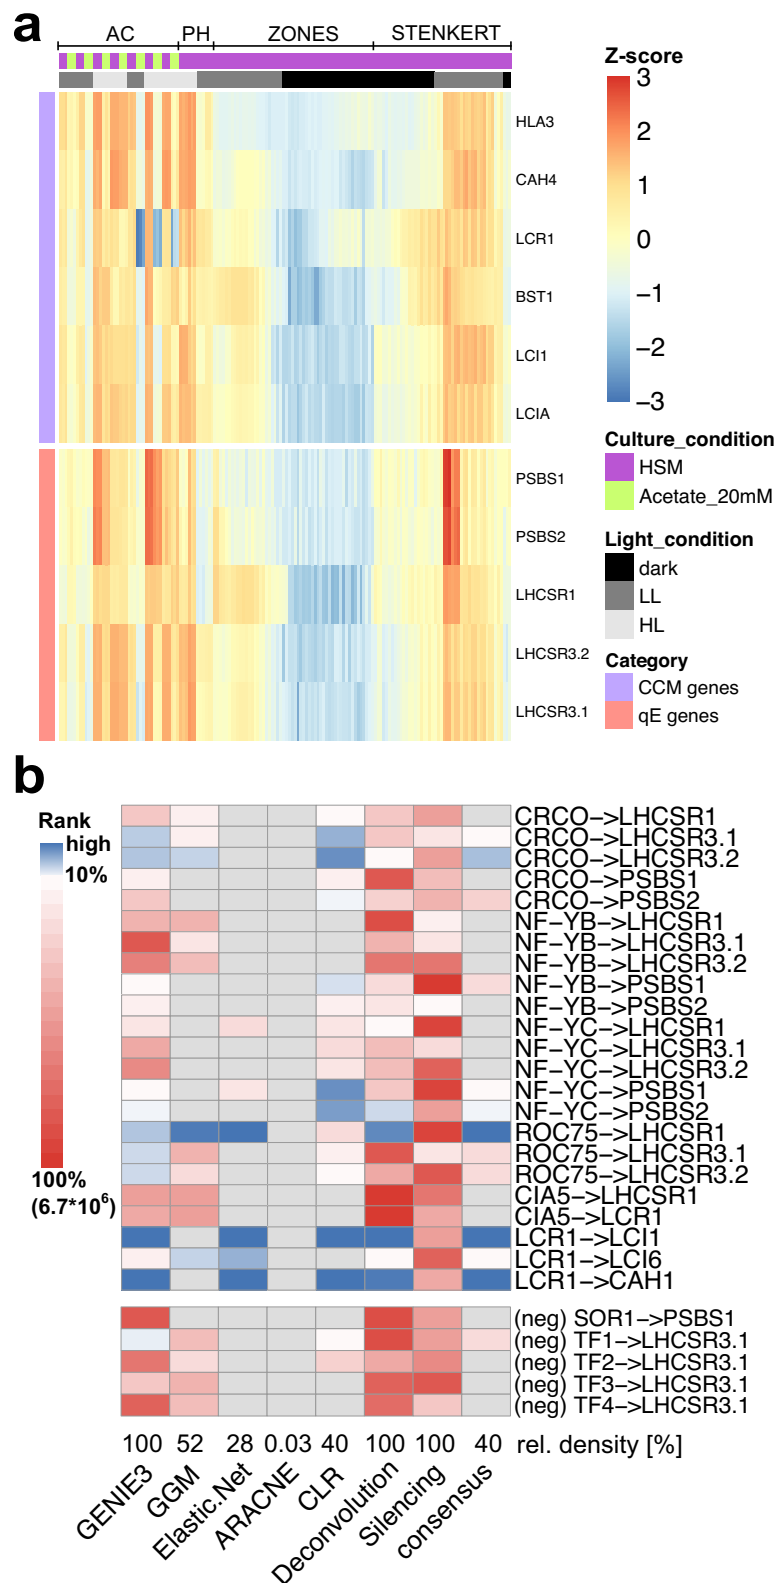 a
AC PH ZONES STENKERT
HLA3
CAH4
LCR1
BST1
LCI1
LCIA
PSBS1
PSBS2
LHCSR1
LHCSR3.2
LHCSR3.1
Z-score
3
2
1
0
−1
−2
−3
Culture_condition
HSM
Acetate_20mM
Light_condition
dark
LL
HL
Category
CCM genes
qE genes
b
Rank
high
10%
100%
(6.7*10⁶)
CRCO−>LHCSR1
CRCO−>LHCSR3.1
CRCO−>LHCSR3.2
CRCO−>PSBS1
CRCO−>PSBS2
NF−YB−>LHCSR1
NF−YB−>LHCSR3.1
NF−YB−>LHCSR3.2
NF−YB−>PSBS1
NF−YB−>PSBS2
NF−YC−>LHCSR1
NF−YC−>LHCSR3.1
NF−YC−>LHCSR3.2
NF−YC−>PSBS1
NF−YC−>PSBS2
ROC75−>LHCSR1
ROC75−>LHCSR3.1
ROC75−>LHCSR3.2
CIA5−>LHCSR1
CIA5−>LCR1
LCR1−>LCI1
LCR1−>LCI6
LCR1−>CAH1
(neg) SOR1−>PSBS1
(neg) TF1−>LHCSR3.1
(neg) TF2−>LHCSR3.1
(neg) TF3−>LHCSR3.1
(neg) TF4−>LHCSR3.1
100 52 28 0.03 40 100 100 40 rel. density [%]
GENIE3
GGM
Elastic.Net
ARACNE
CLR
Deconvolution
Silencing
consensus